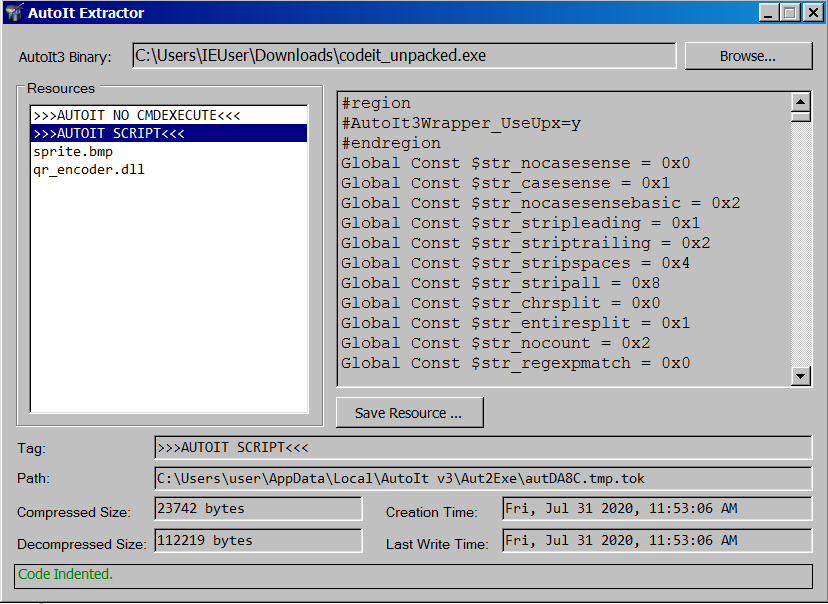 AutoIt Extractor
AutoIt3 Binary: C:\Users\IEUser\Downloads\codeit_unpacked.exe Browse...
Resources
>>>AUTOIT NO CMDEXECUTE<<<
>>>AUTOIT SCRIPT<<<
sprite.bmp
qr_encoder.dll
#region
#AutoIt3Wrapper_UseUpx=y
#endregion
Global Const $str_nocasesense = 0x0
Global Const $str_casesense = 0x1
Global Const $str_nocasesensebasic = 0x2
Global Const $str_stripleading = 0x1
Global Const $str_striptrailing = 0x2
Global Const $str_stripspaces = 0x4
Global Const $str_stripall = 0x8
Global Const $str_chrsplit = 0x0
Global Const $str_entiresplit = 0x1
Global Const $str_nocount = 0x2
Global Const $str_regexpmatch = 0x0
Save Resource ...
Tag: >>>AUTOIT SCRIPT<<<
Path: C:\Users\user\AppData\Local\AutoIt v3\Aut2Exe\autDA8C.tmp.tok
Compressed Size: 23742 bytes Creation Time: Fri, Jul 31 2020, 11:53:06 AM
Decompressed Size: 112219 bytes Last Write Time: Fri, Jul 31 2020, 11:53:06 AM
Code Indented.